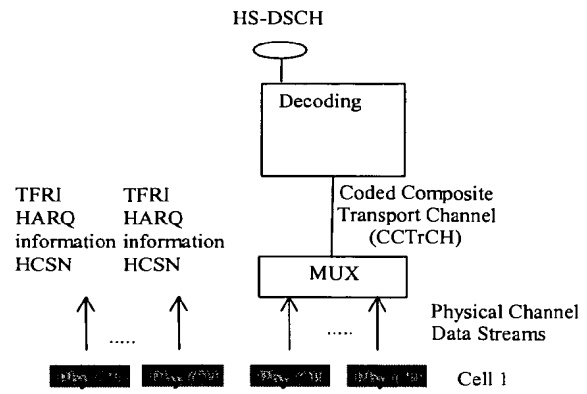 HS-DSCH
Decoding
TFRI
HARQ
information
HCSN
TFRI
HARQ
information
HCSN
Coded Composite
Transport Channel
(CCTrCH)
MUX
.....
.....
Physical Channel
Data Streams
Cell 1